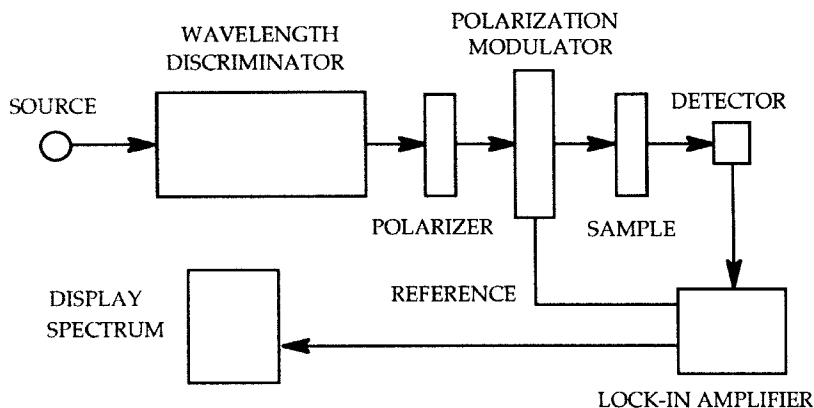 WAVELENGTH
DISCRIMINATOR
POLARIZATION
MODULATOR
SOURCE
DETECTOR
POLARIZER
SAMPLE
DISPLAY
SPECTRUM
REFERENCE
LOCK-IN AMPLIFIER